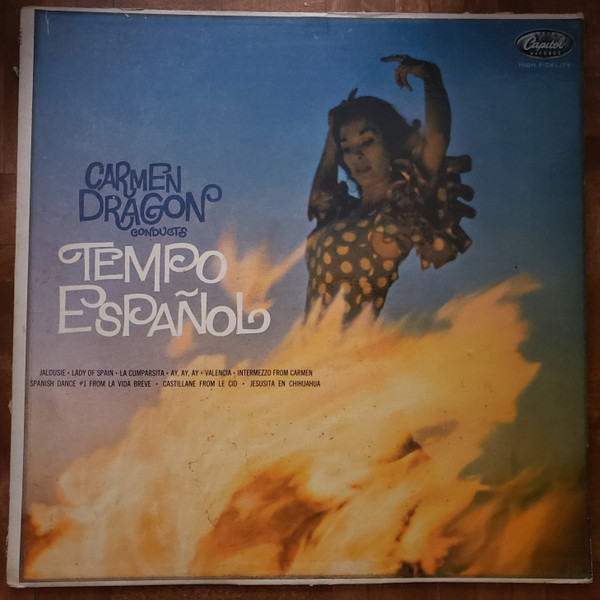 Capitol
RECORDS
HIGH FIDELITY
CARMEN
DRAGON
CONDUCTS
TEMPO
ESPAÑOL
JALOUSIE • LADY OF SPAIN • LA CUMPARSITA • AY, AY, AY • VALENCIA • INTERMEZZO FROM CARMEN
SPANISH DANCE #1 FROM LA VIDA BREVE • CASTILLANE FROM LE CID • JESUSITA EN CHIHUAHUA